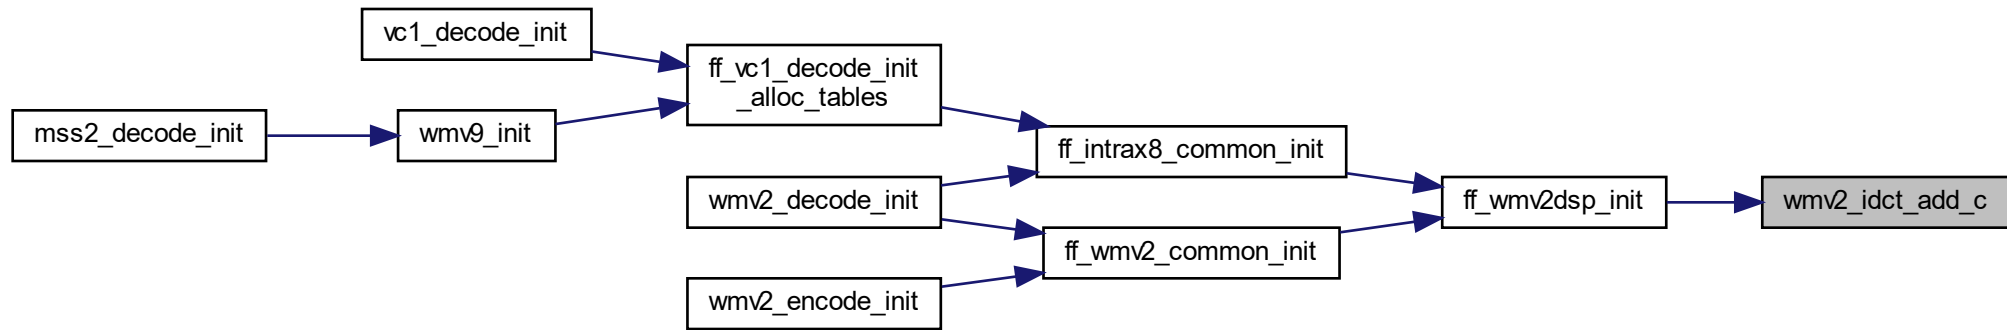 vc1_decode_init
ff_vc1_decode_init
_alloc_tables
mss2_decode_init
wmv9_init
ff_intrax8_common_init
wmv2_decode_init
ff_wmv2dsp_init
wmv2_idct_add_c
ff_wmv2_common_init
wmv2_encode_init